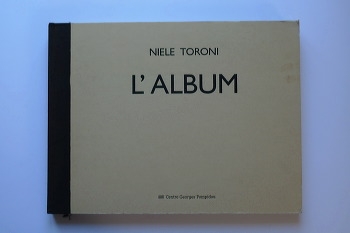 NIELE TORONI
L'ALBUM
Centre Georges Pompidou